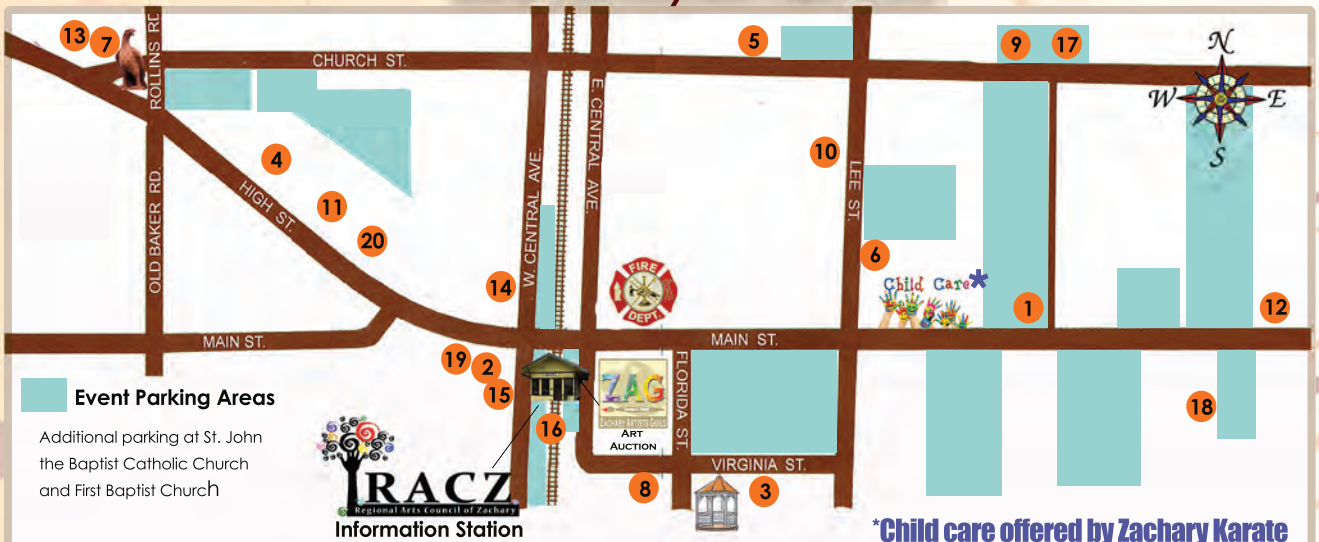 13
7
ROLLINS RD
CHURCH ST.
5
9
17
N
W
E
S
E. CENTRAL AVE.
10
4
LEE ST.
11
HIGH ST.
OLD BAKER RD.
W. CENTRAL AVE.
20
6
14
FIRE
DEPT.
Child Care*
1
12
MAIN ST.
MAIN ST.
19
2
15
ZAG
ZACHARY ARTISTS GUILD
ART
AUCTION
FLORIDA ST.
18
16
Event Parking Areas
Additional parking at St. John
the Baptist Catholic Church
and First Baptist Church
RACZ
Regional Arts Council of Zachary
Information Station
VIRGINIA ST.
8
3
*Child care offered by Zachary Karate